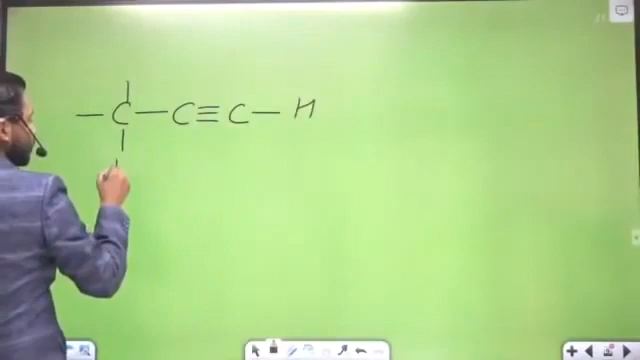 — C — C ≡ C — H